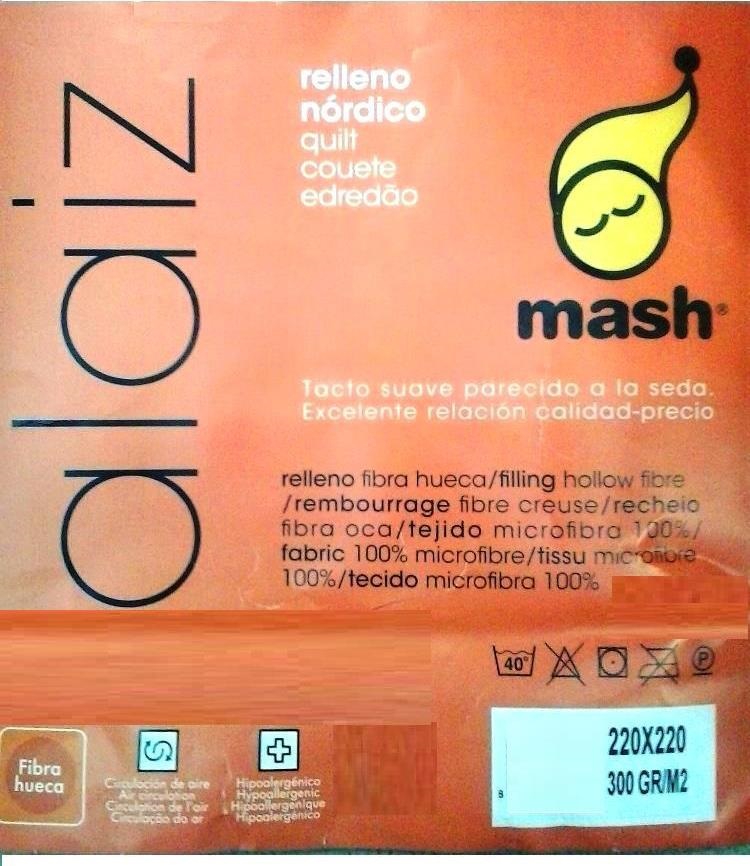 alaiz
relleno
nórdico
quilt
couete
edredão
mash®
Tacto suave parecido a la seda.
Excelente relación calidad-precio
relleno fibra hueca/filling hollow fibre
/rembourrage fibre creuse/recheio
fibra oca/tejido microfibra 100%/
fabric 100% microfibre/tissu microfibre
100%/tecido microfibra 100%
40°
P
220X220
300 GR/M2
8
Fibra
hueca
Circulación de aire
Air circulation
Circulation de l'air
Circulação do ar
Hipoalergénico
Hypoallergenic
Hipoallergenique
Hipoalergénico